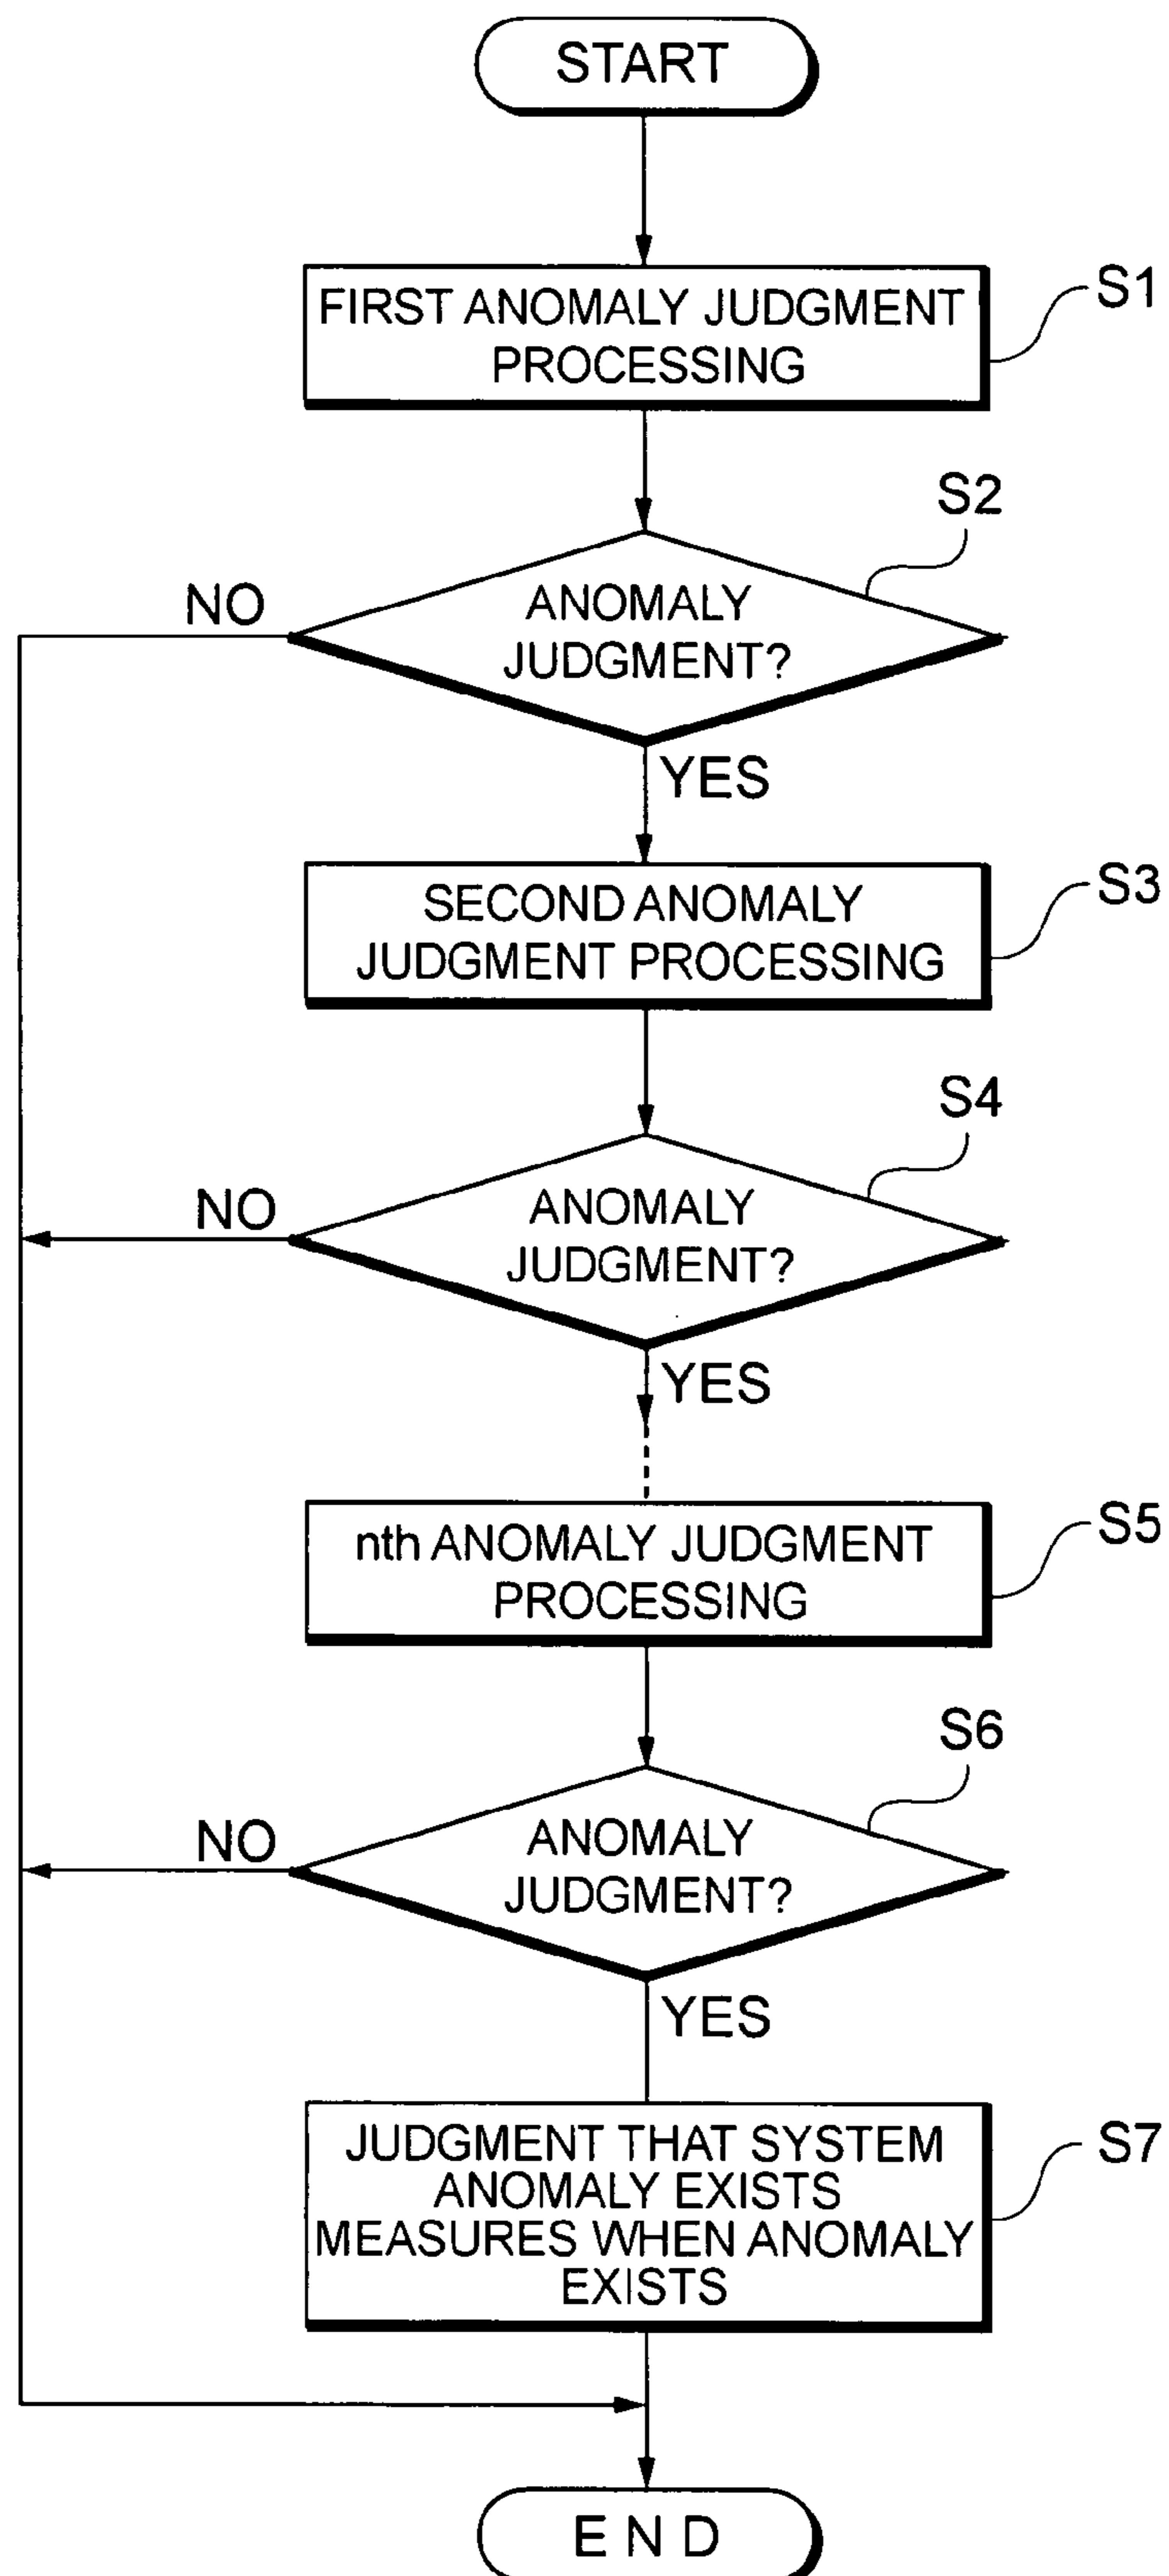 START
FIRST ANOMALY JUDGMENT
PROCESSING
S1
S2
ANOMALY
JUDGMENT?
NO
YES
SECOND ANOMALY
JUDGMENT PROCESSING
S3
S4
ANOMALY
JUDGMENT?
NO
YES
nth ANOMALY JUDGMENT
PROCESSING
S5
S6
ANOMALY
JUDGMENT?
NO
YES
JUDGMENT THAT SYSTEM
ANOMALY EXISTS
MEASURES WHEN ANOMALY
EXISTS
S7
E N D